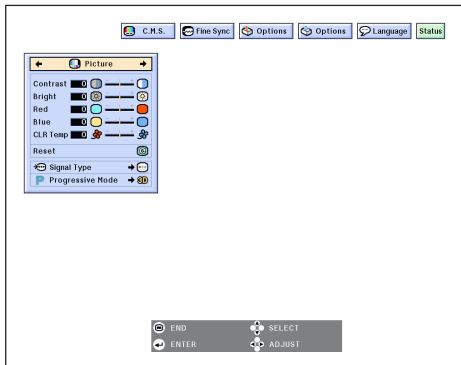 C.M.S. Fine Sync Options Options Language Status
Picture
Contrast 0
Bright 0
Red 0
Blue 0
CLR Temp 0
Reset
Signal Type
P Progressive Mode 3D
END SELECT
ENTER ADJUST